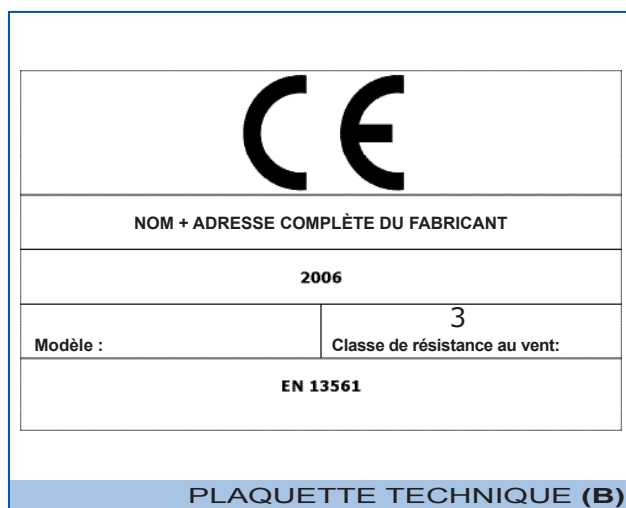 CE
NOM + ADRESSE COMPLÈTE DU FABRICANT
2006
3
Modèle :
Classe de résistance au vent:
EN 13561
PLAQUETTE TECHNIQUE (B)